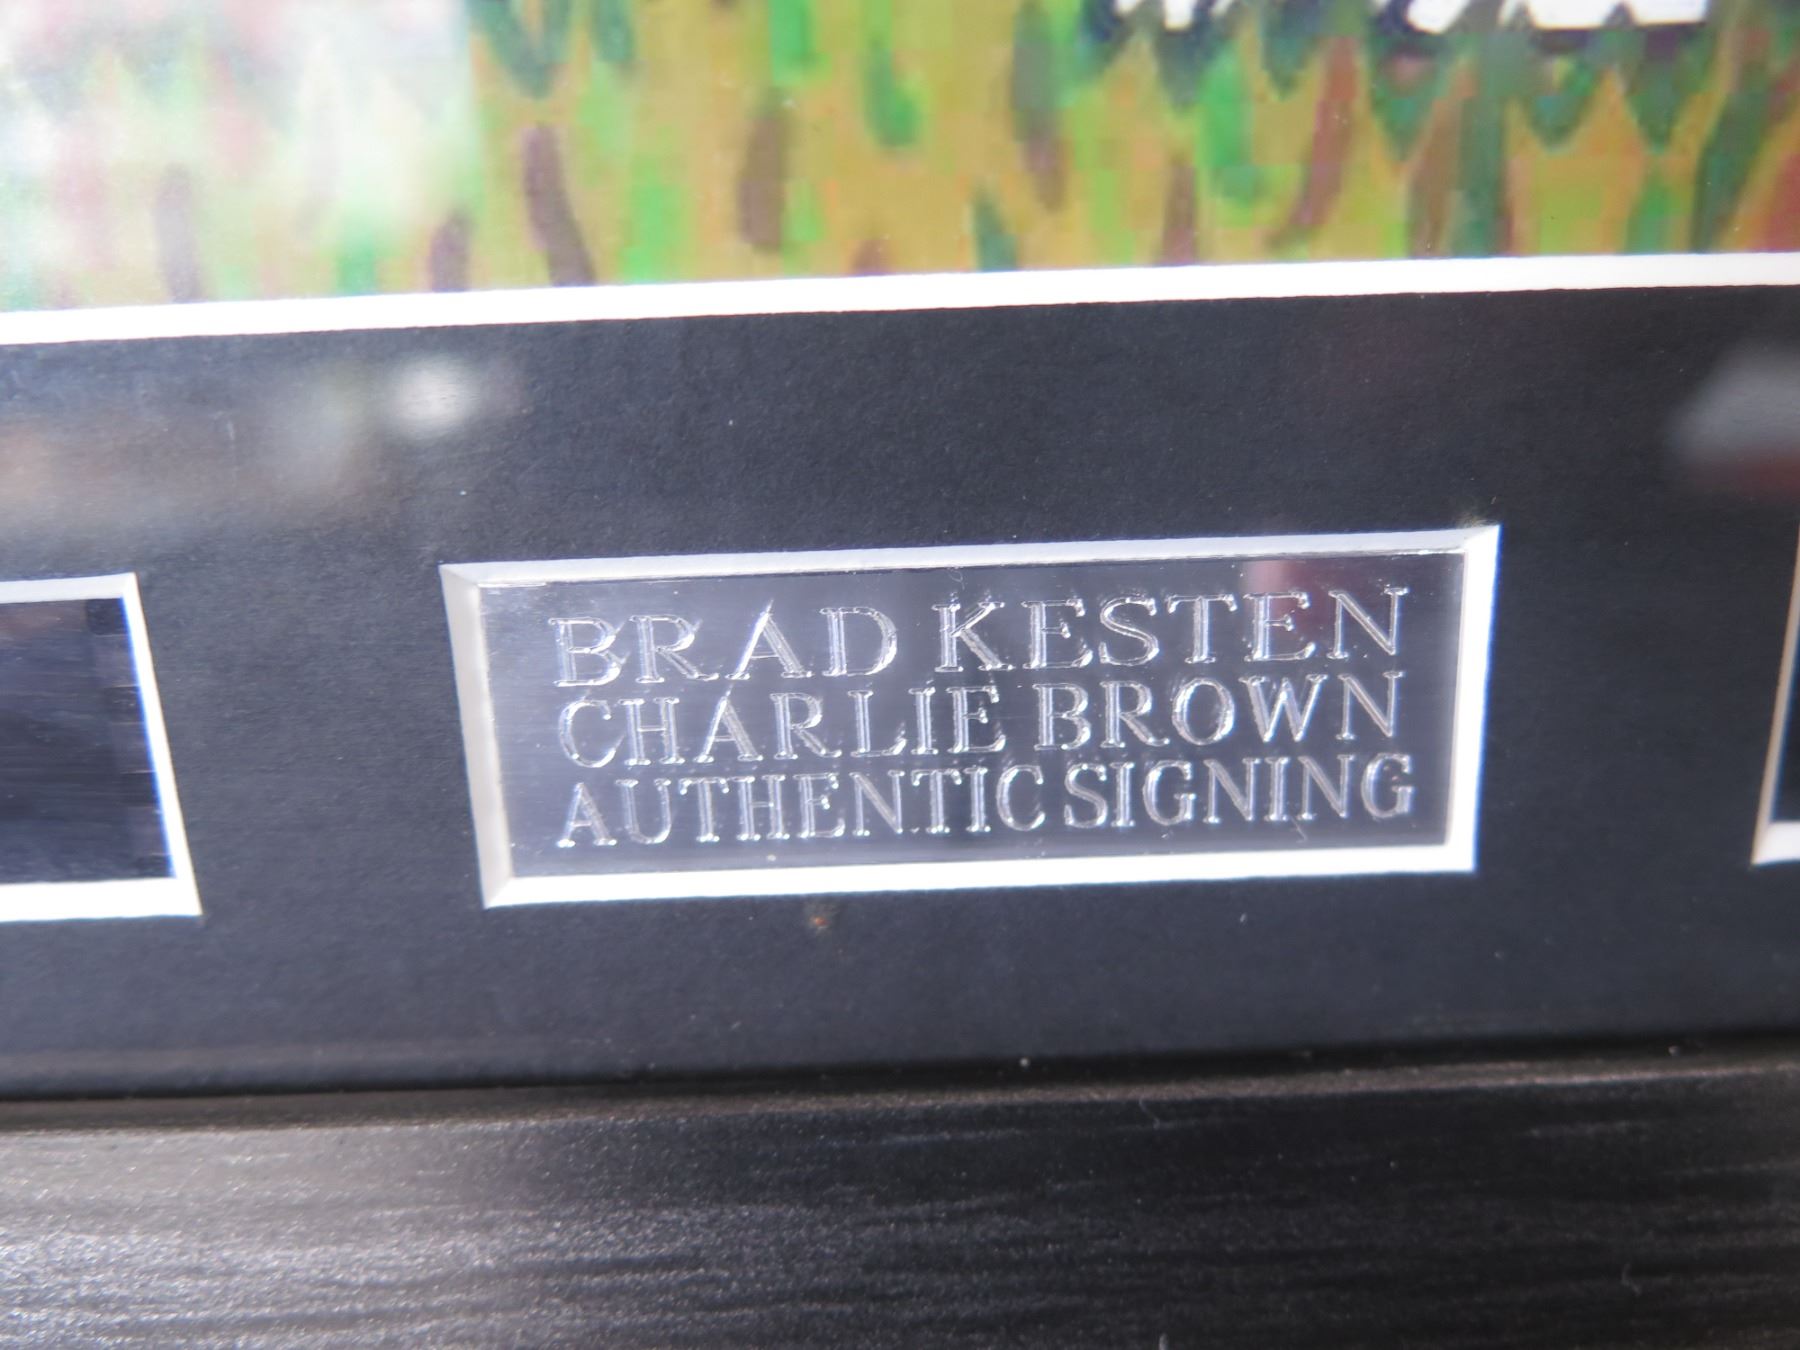 BRAD KESTEN
CHARLIE BROWN
AUTHENTIC SIGNING